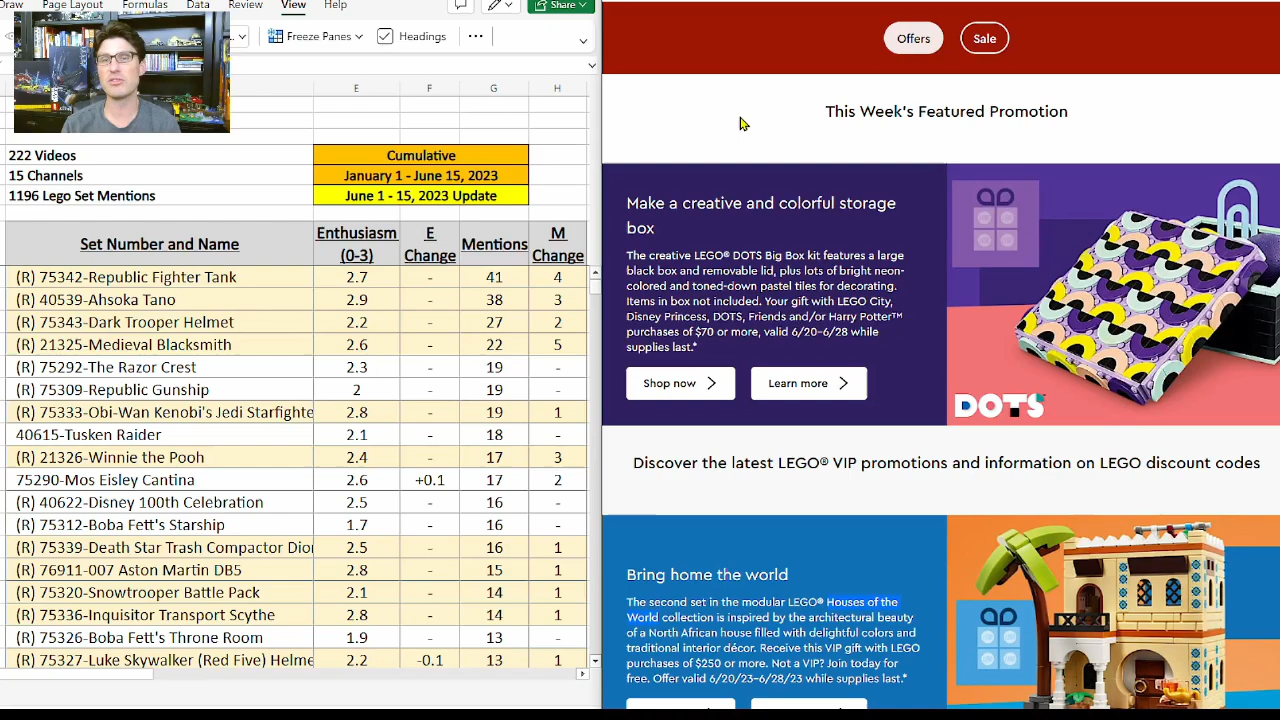 Draw
Page Layout
Formulas
Data
Review
View
Help
Share
Freeze Panes
Headings
E
F
G
H
222 Videos
Cumulative
15 Channels
January 1 - June 15, 2023
1196 Lego Set Mentions
June 1 - 15, 2023 Update
Set Number and Name
Enthusiasm (0-3)
E Change
Mentions
M Change
(R) 75342-Republic Fighter Tank 2.7 - 41 4
(R) 40539-Ahsoka Tano 2.9 - 38 3
(R) 75343-Dark Trooper Helmet 2.2 - 27 2
(R) 21325-Medieval Blacksmith 2.6 - 22 5
(R) 75292-The Razor Crest 2.3 - 19 -
(R) 75309-Republic Gunship 2 - 19 -
(R) 75333-Obi-Wan Kenobi's Jedi Starfighte 2.8 - 19 1
40615-Tusken Raider 2.1 - 18 -
(R) 21326-Winnie the Pooh 2.4 - 17 3
75290-Mos Eisley Cantina 2.6 +0.1 17 2
(R) 40622-Disney 100th Celebration 2.5 - 16 -
(R) 75312-Boba Fett's Starship 1.7 - 16 -
(R) 75339-Death Star Trash Compactor Dior 2.5 - 16 1
(R) 76911-007 Aston Martin DB5 2.8 - 15 1
(R) 75320-Snowtrooper Battle Pack 2.1 - 14 1
(R) 75336-Inquisitor Transport Scythe 2.8 - 14 1
(R) 75326-Boba Fett's Throne Room 1.9 - 13 -
(R) 75327-Luke Skywalker (Red Five) Helme 2.2 -0.1 13 1
Offers
Sale
This Week's Featured Promotion
Make a creative and colorful storage
box
The creative LEGO® DOTS Big Box kit features a large
black box and removable lid, plus lots of bright neon-
colored and toned-down pastel tiles for decorating.
Items in box not included. Your gift with LEGO City,
Disney Princess, DOTS, Friends and/or Harry Potter™
purchases of $70 or more, valid 6/20–6/28 while
supplies last.*
Shop now
Learn more
DOTS
Discover the latest LEGO® VIP promotions and information on LEGO discount codes
Bring home the world
The second set in the modular LEGO® Houses of the
World collection is inspired by the architectural beauty
of a North African house filled with delightful colors and
traditional interior décor. Receive this VIP gift with LEGO
purchases of $250 or more. Not a VIP? Join today for
free. Offer valid 6/20/23–6/28/23 while supplies last.*